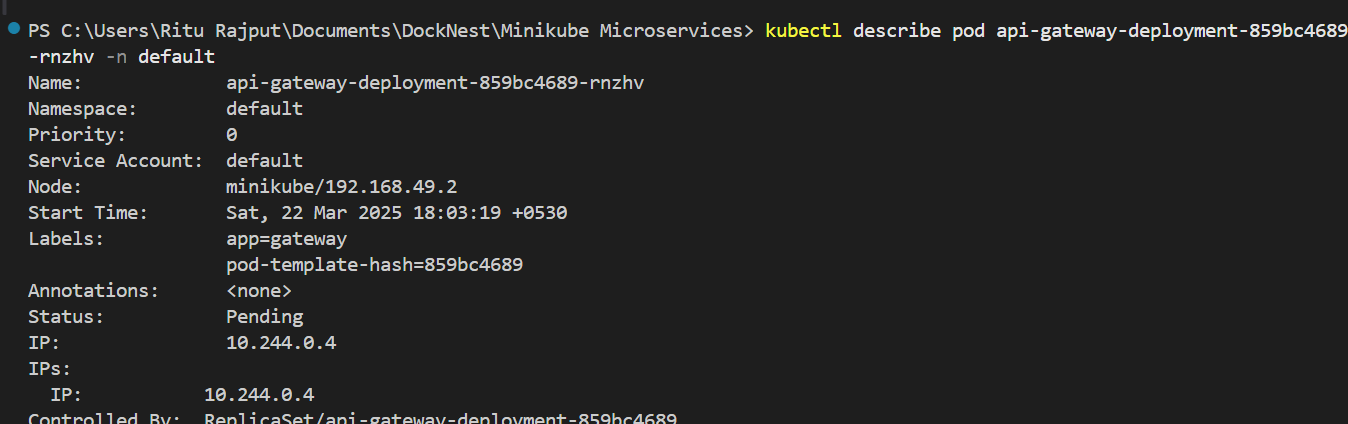 PS C:\Users\Ritu Rajput\Documents\DockNest\Minikube Microservices> kubectl describe pod api-gateway-deployment-859bc4689
-rnzhv -n default
Name:             api-gateway-deployment-859bc4689-rnzhv
Namespace:        default
Priority:         0
Service Account:  default
Node:             minikube/192.168.49.2
Start Time:       Sat, 22 Mar 2025 18:03:19 +0530
Labels:           app=gateway
                  pod-template-hash=859bc4689
Annotations:      <none>
Status:           Pending
IP:               10.244.0.4
IPs:
  IP:           10.244.0.4
Controlled By:  ReplicaSet/api-gateway-deployment-859bc4689